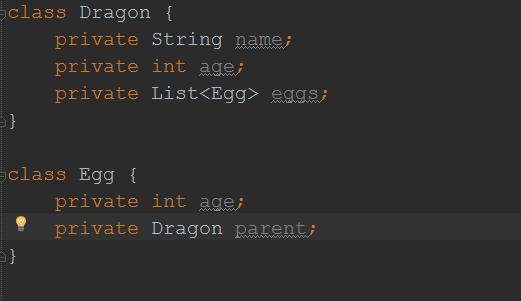 class Dragon {
    private String name;
    private int age;
    private List<Egg> eggs;
}
class Egg {
    private int age;
    private Dragon parent;
}